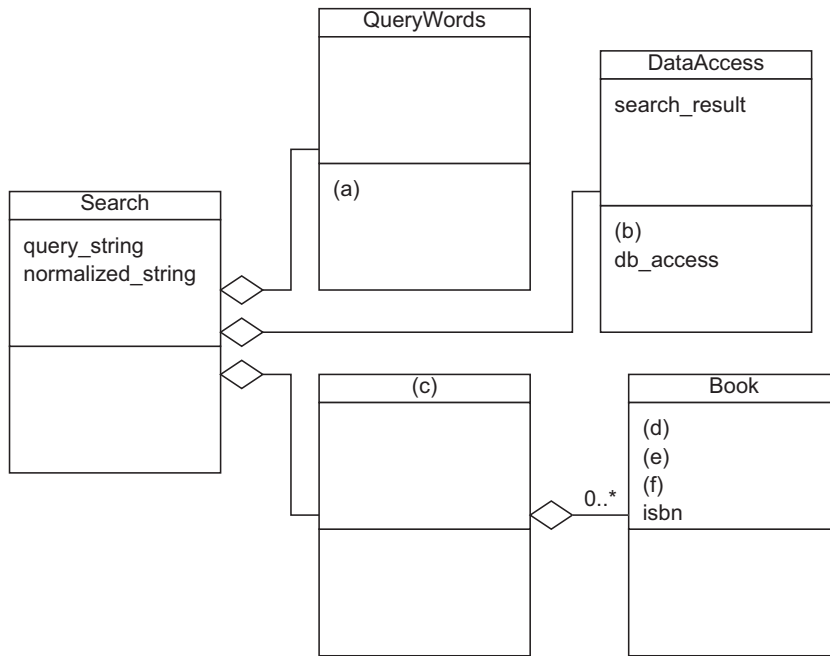 QueryWords
(a)
DataAccess
search_result
(b)
db_access
Search
query_string
normalized_string
(c)
Book
(d)
(e)
(f)
isbn
0..*